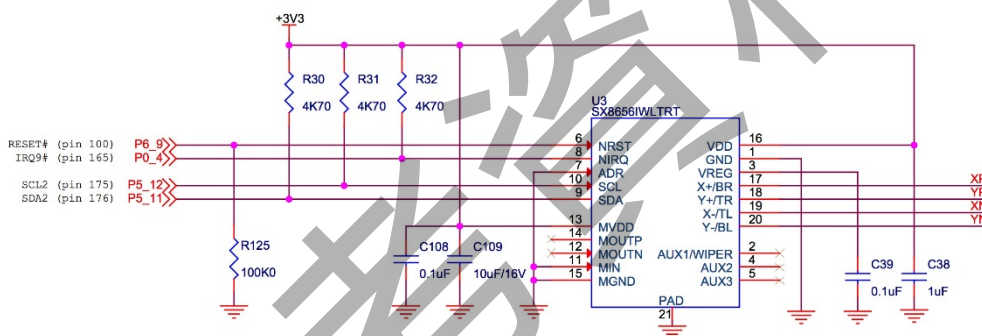 +3V3
R30
4K70
R31
4K70
R32
4K70
U3
SX8656IWLTRT
RESET# (pin 100) P6_9
IRQ9# (pin 165) P0_4
SCL2 (pin 175) P5_12
SDA2 (pin 176) P5_11
6 NRST
8 NIRQ
7 ADR
10 SCL
9 SDA
13 MVDD
14 MOUTP
12 MOUTN
11 MIN
15 MGND
VDD 16
GND 1
VREG 3
X+/BR 17
Y+/TR 18
X-/TL 19
Y-/BL 20
AUX1/WIPER 2
AUX2 4
AUX3 5
PAD
21
R125
100K0
C108
0.1uF
C109
10uF/16V
C39
0.1uF
C38
1uF